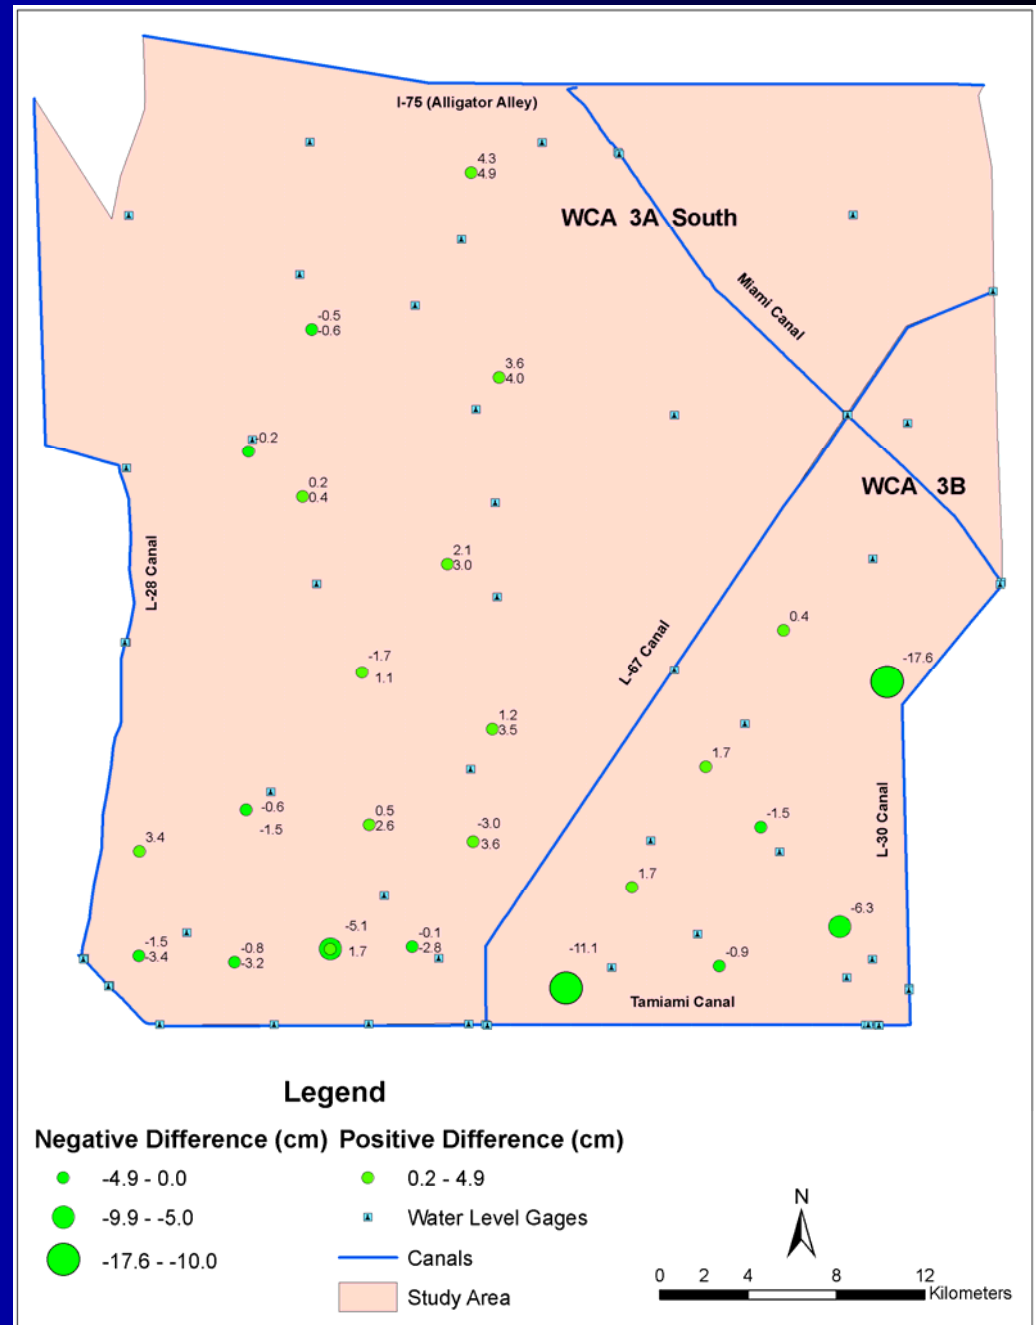 I-75 (Alligator Alley)
4.3
4.9
WCA 3A South
Miami Canal
-0.5
-0.6
3.6
4.0
-0.2
WCA 3B
0.2
0.4
2.1
3.0
L-28 Canal
0.4
L-67 Canal
-17.6
-1.7
1.1
1.2
3.5
1.7
-0.6
-1.5
0.5
2.6
-3.0
3.6
-1.5
L-30 Canal
3.4
1.7
-6.3
-1.5
-3.4
-0.8
-3.2
-5.1
1.7
-0.1
-2.8
-11.1
-0.9
Tamiami Canal
Legend
Negative Difference (cm) Positive Difference (cm)
-4.9 - 0.0
0.2 - 4.9
-9.9 - -5.0
Water Level Gages
-17.6 - -10.0
Canals
Study Area
N
0 2 4 8 12
Kilometers